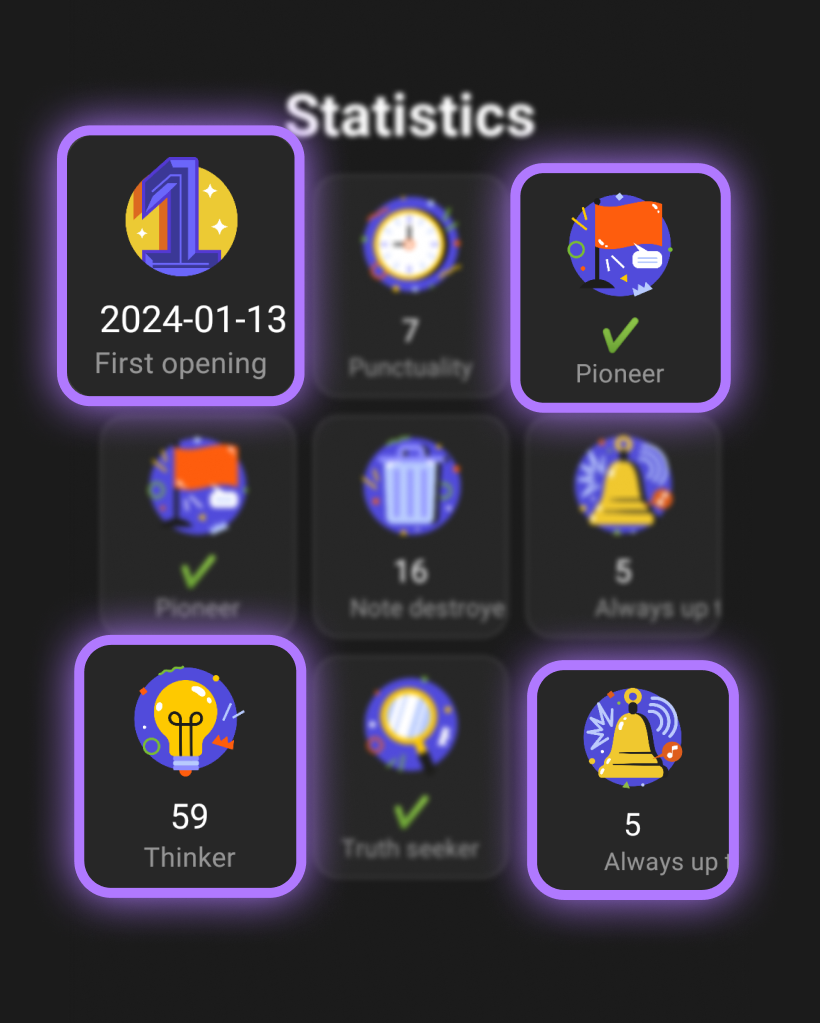 Statistics
2024-01-13
First opening
7
Punctuality
✔
Pioneer
✔
Pioneer
16
Note destroye
5
Always up t
59
Thinker
✔
Truth seeker
5
Always up t